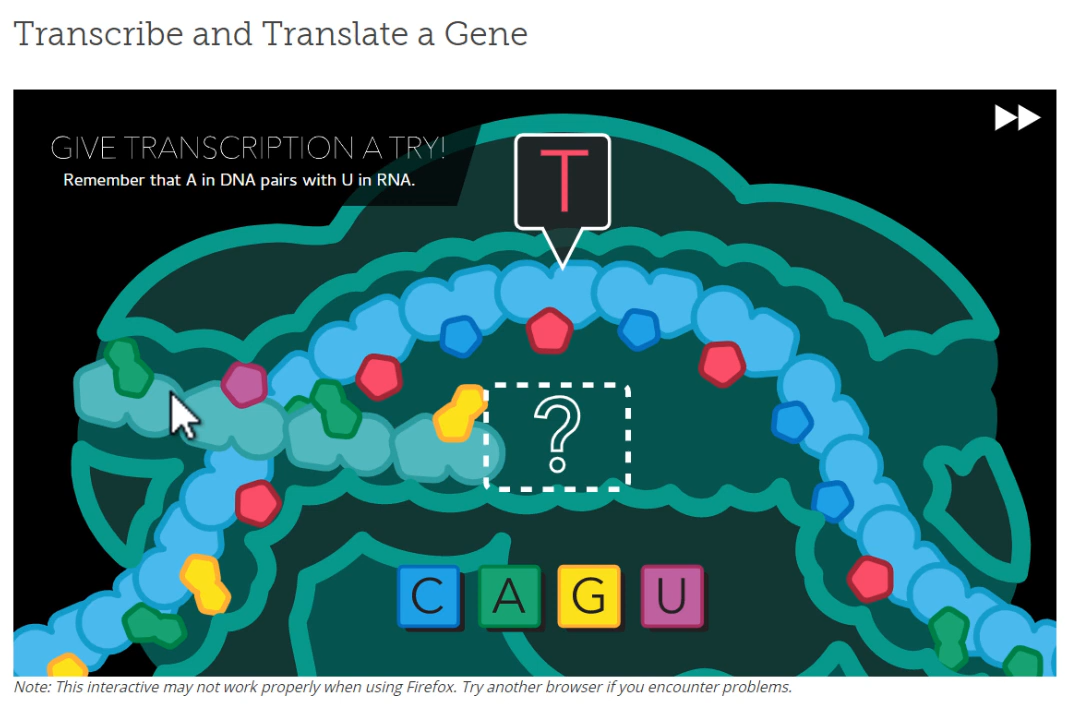 Transcribe and Translate a Gene
GIVE TRANSCRIPTION A TRY!
Remember that A in DNA pairs with U in RNA.
T
?
C A G U
Note: This interactive may not work properly when using Firefox. Try another browser if you encounter problems.